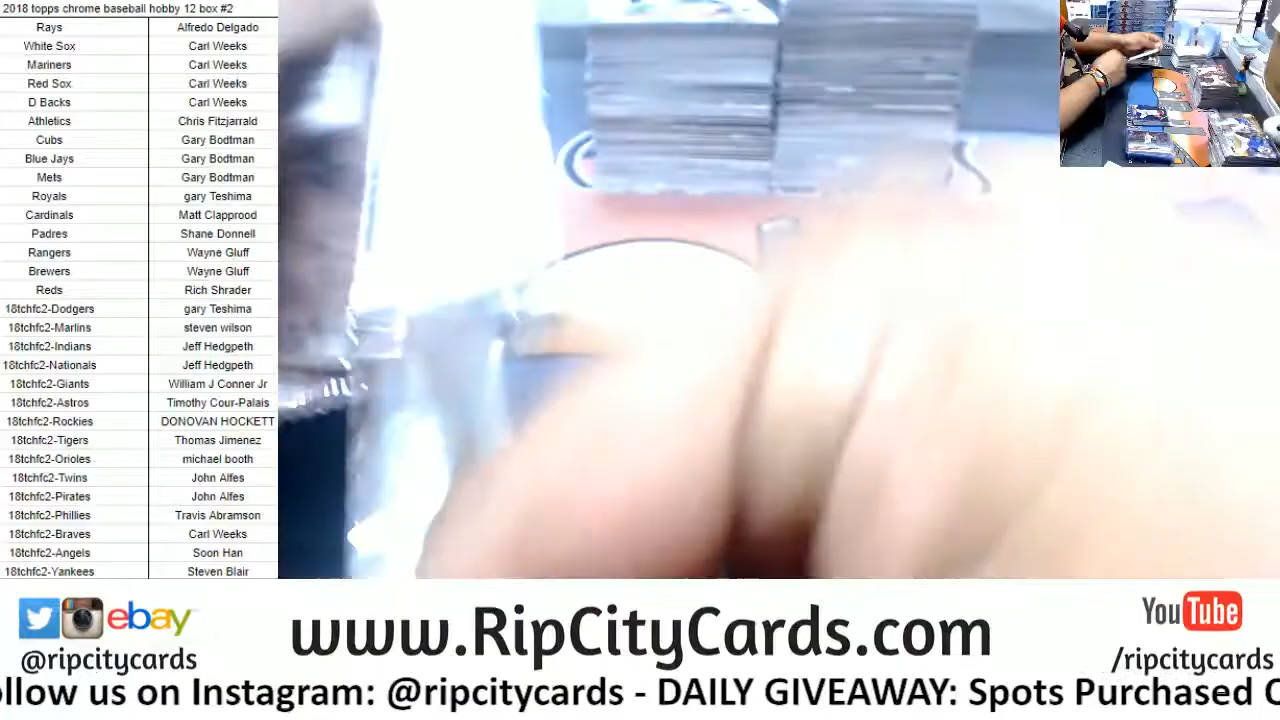 2018 topps chrome baseball hobby 12 box #2
Rays Alfredo Delgado
White Sox Carl Weeks
Mariners Carl Weeks
Red Sox Carl Weeks
D Backs Carl Weeks
Athletics Chris Fitzjarrald
Cubs Gary Bodtman
Blue Jays Gary Bodtman
Mets Gary Bodtman
Royals gary Teshima
Cardinals Matt Clapprood
Padres Shane Donnell
Rangers Wayne Gluff
Brewers Wayne Gluff
Reds Rich Shrader
18tchfc2-Dodgers gary Teshima
18tchfc2-Marlins steven wilson
18tchfc2-Indians Jeff Hedgpeth
18tchfc2-Nationals Jeff Hedgpeth
18tchfc2-Giants William J Conner Jr
18tchfc2-Astros Timothy Cour-Palais
18tchfc2-Rockies DONOVAN HOCKETT
18tchfc2-Tigers Thomas Jimenez
18tchfc2-Orioles michael booth
18tchfc2-Twins John Alfes
18tchfc2-Pirates John Alfes
18tchfc2-Phillies Travis Abramson
18tchfc2-Braves Carl Weeks
18tchfc2-Angels Soon Han
18tchfc2-Yankees Steven Blair
ebay
@ripcitycards
www.RipCityCards.com
YouTube
/ripcitycards
ollow us on Instagram: @ripcitycards - DAILY GIVEAWAY: Spots Purchased